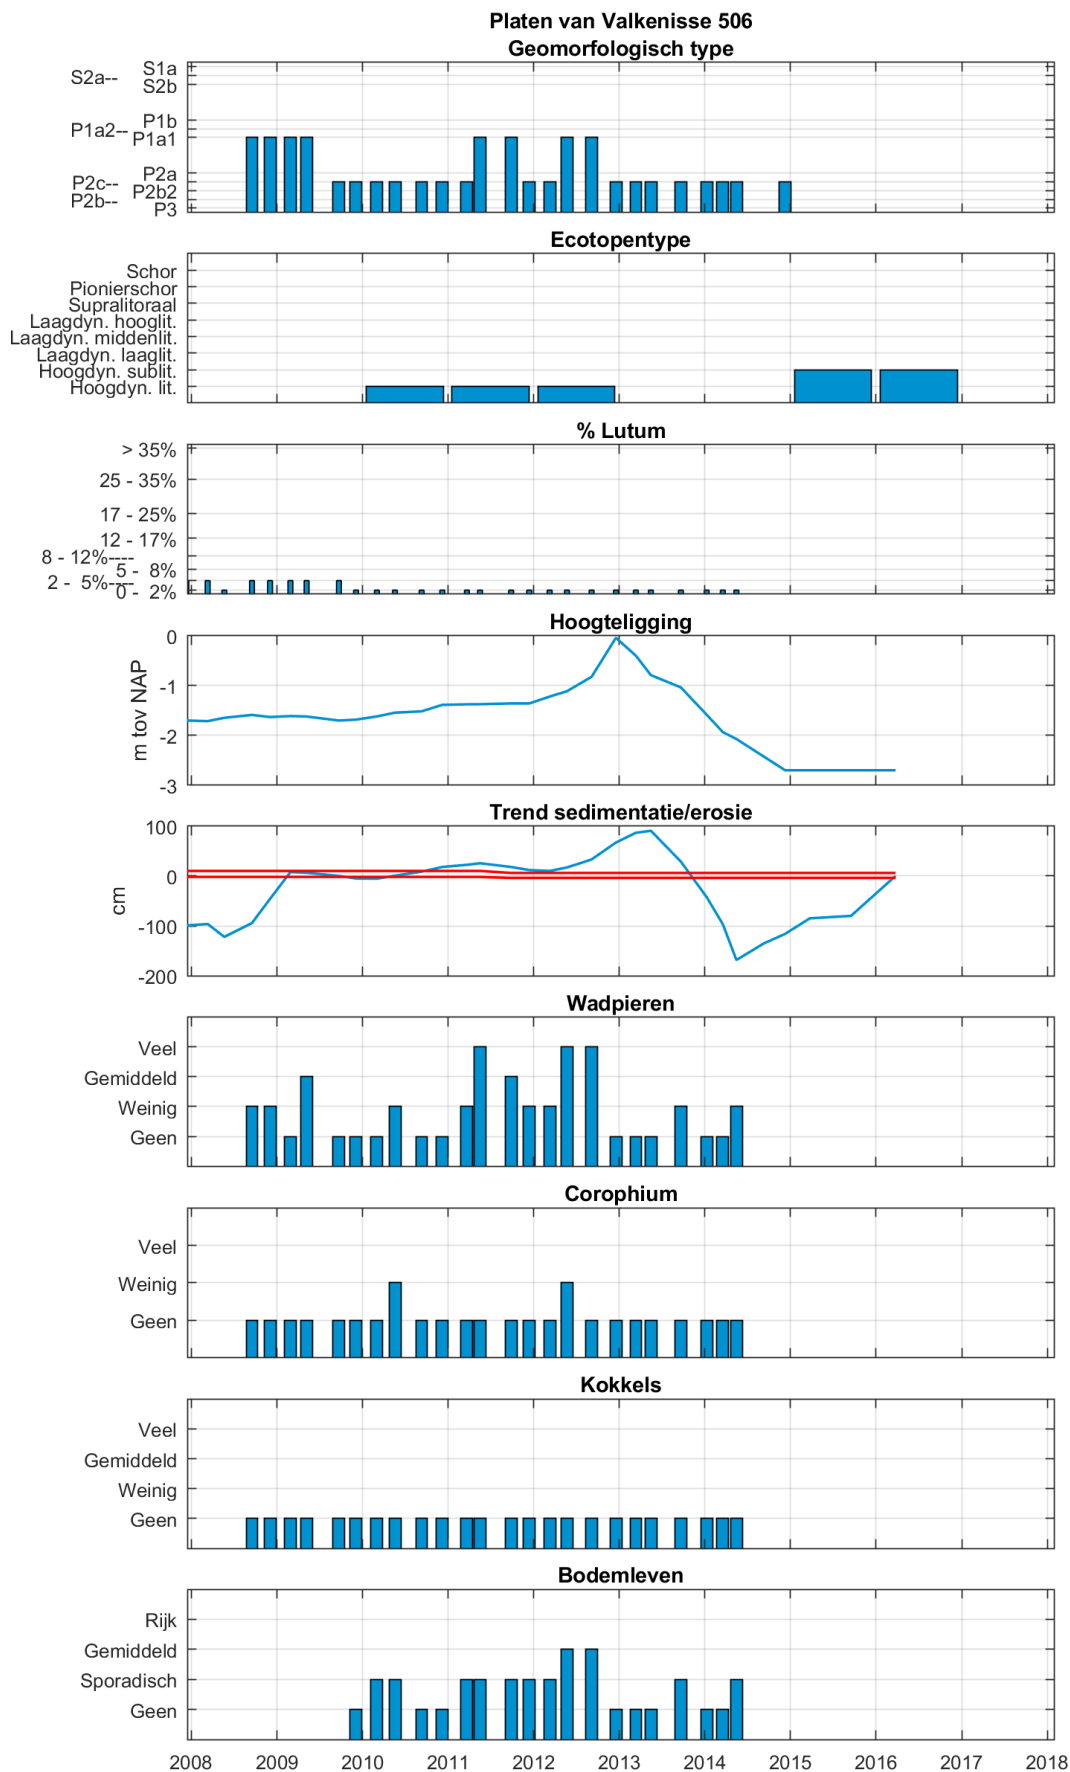 Platen van Valkenisse 506
Geomorfologisch type
S1a
S2a--
S2b
P1b
P1a2--
P1a1
P2a
P2c--
P2b2
P2b--
P3
Ecotopentype
Schor
Pionierschor
Supralitoraal
Laagdyn. hooglit.
Laagdyn. middenlit.
Laagdyn. laaglit.
Hoogdyn. sublit.
Hoogdyn. lit.
% Lutum
> 35%
25 - 35%
17 - 25%
12 - 17%
8 - 12%----
5 - 8%
2 - 5%----
0 - 2%
Hoogteligging
m tov NAP
0
-1
-2
-3
Trend sedimentatie/erosie
cm
100
0
-100
-200
Wadpieren
Veel
Gemiddeld
Weinig
Geen
Corophium
Veel
Weinig
Geen
Kokkels
Veel
Gemiddeld
Weinig
Geen
Bodemleven
Rijk
Gemiddeld
Sporadisch
Geen
2008 2009 2010 2011 2012 2013 2014 2015 2016 2017 2018